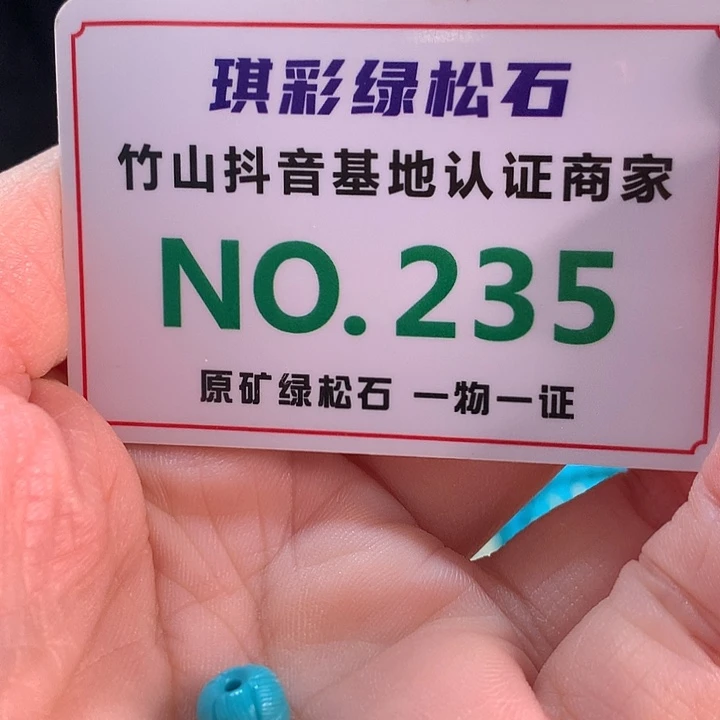 琪彩绿松石
竹山抖音基地认证商家
NO.235
原矿绿松石 一物一证